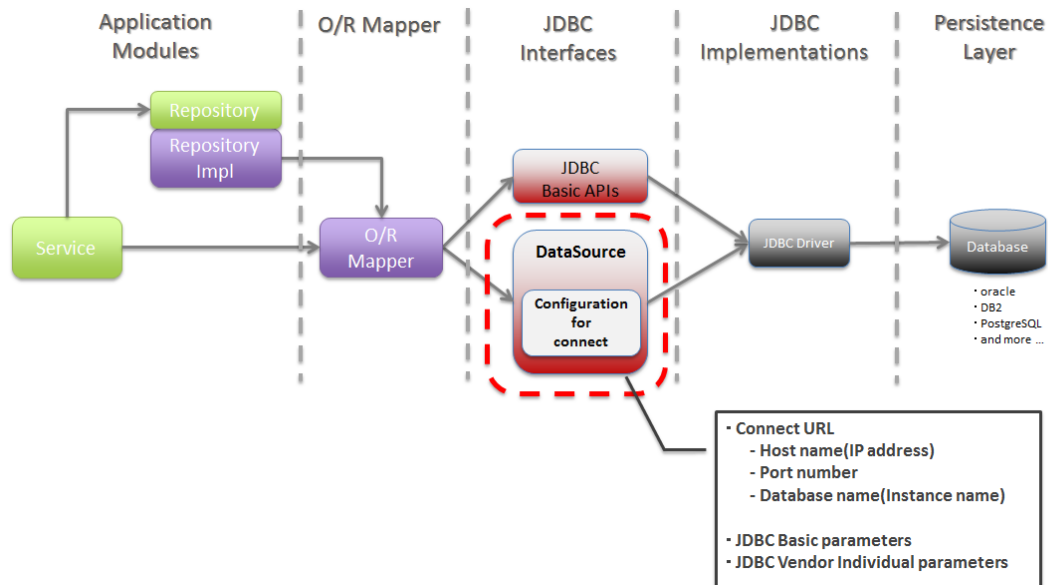 Application
Modules
O/R Mapper
JDBC
Interfaces
JDBC
Implementations
Persistence
Layer
Repository
Repository
Impl
Service
O/R
Mapper
JDBC
Basic APIs
DataSource
Configuration
for
connect
JDBC Driver
Database
・oracle
・DB2
・PostgreSQL
・and more ...
・Connect URL
- Host name(IP address)
- Port number
- Database name(Instance name)
・JDBC Basic parameters
・JDBC Vendor Individual parameters